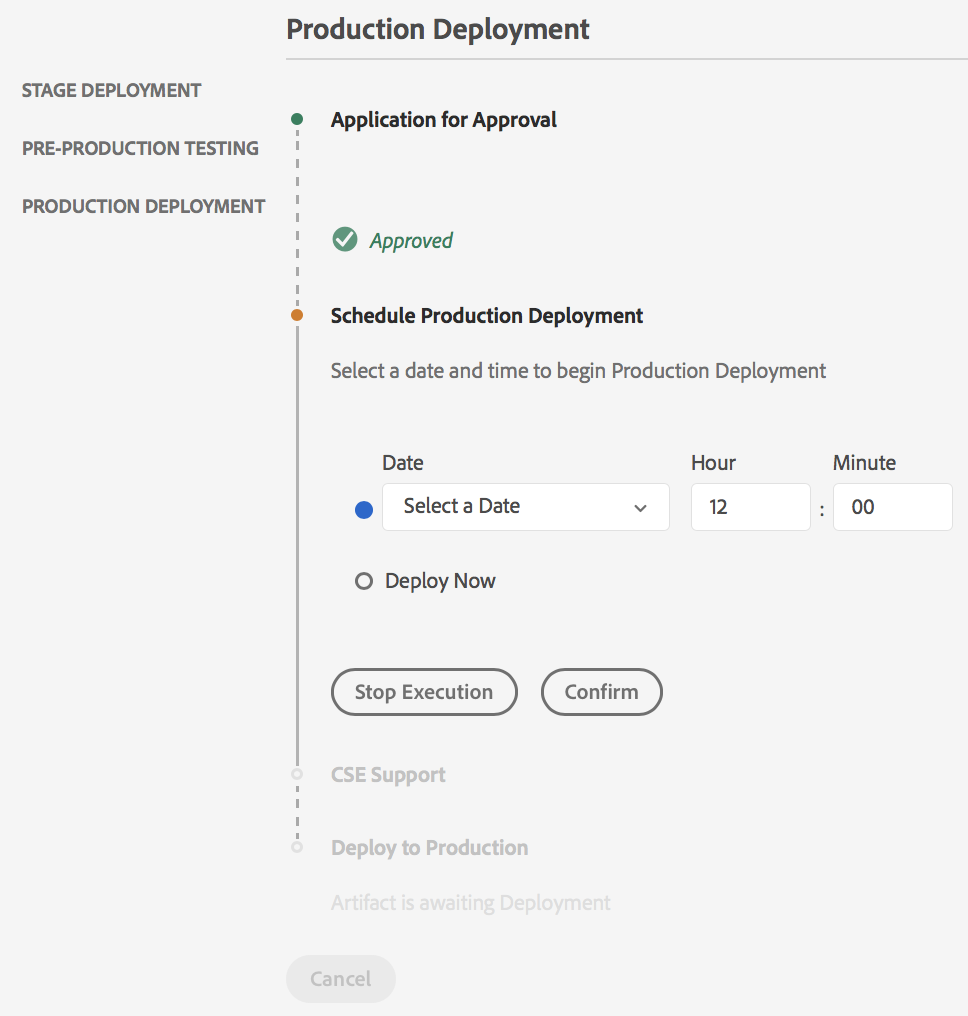 Production Deployment
STAGE DEPLOYMENT
PRE-PRODUCTION TESTING
PRODUCTION DEPLOYMENT
Application for Approval
Approved
Schedule Production Deployment
Select a date and time to begin Production Deployment
Date Hour Minute
Select a Date 12 : 00
Deploy Now
Stop Execution Confirm
CSE Support
Deploy to Production
Artifact is awaiting Deployment
Cancel